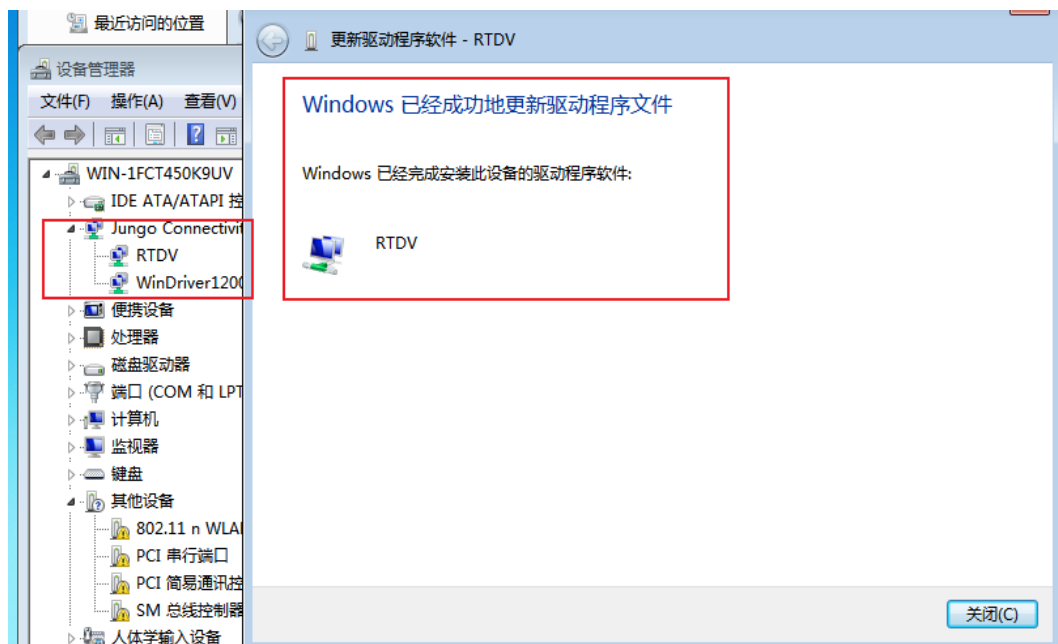 最近访问的位置
设备管理器
文件(F) 操作(A) 查看(V)
WIN-1FCT450K9UV
IDE ATA/ATAPI 控
Jungo Connectivit
RTDV
WinDriver1200
便携设备
处理器
磁盘驱动器
端口 (COM 和 LPT
计算机
监视器
键盘
其他设备
802.11 n WLAN
PCI 串行端口
PCI 简易通讯控
SM 总线控制器
人体学输入设备
更新驱动程序软件 - RTDV
Windows 已经成功地更新驱动程序文件
Windows 已经完成安装此设备的驱动程序软件:
RTDV
关闭(C)